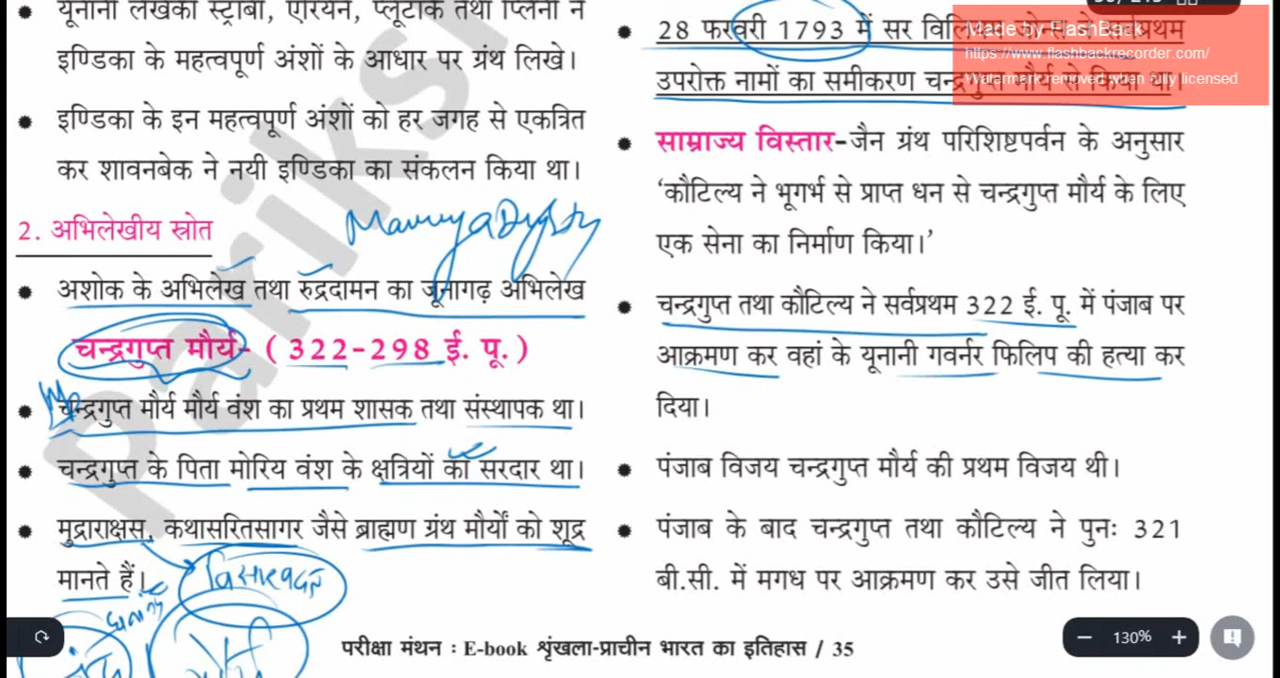 यूनानी लेखकों स्ट्रैबो, एरियन, प्लूटार्क तथा प्लिनी ने
इण्डिका के महत्वपूर्ण अंशों के आधार पर ग्रंथ लिखे।
इण्डिका के इन महत्वपूर्ण अंशों को हर जगह से एकत्रित
कर शावनबेक ने नयी इण्डिका का संकलन किया था।
2. अभिलेखीय स्रोत
अशोक के अभिलेख तथा रुद्रदामन का जूनागढ़ अभिलेख
चन्द्रगुप्त मौर्य- ( 322-298 ई. पू. )
चन्द्रगुप्त मौर्य मौर्य वंश का प्रथम शासक तथा संस्थापक था।
चन्द्रगुप्त के पिता मोरिय वंश के क्षत्रियों का सरदार था।
मुद्राराक्षस, कथासरितसागर जैसे ब्राह्मण ग्रंथ मौर्यों को शूद्र
मानते हैं।
28 फरवरी 1793 में सर विलियम जोन्स ने सर्वप्रथम
उपरोक्त नामों का समीकरण चन्द्रगुप्त मौर्य से किया था।
Made by FlashBack
https://www.flashbackrecorder.com/
Watermark removed when fully licensed
साम्राज्य विस्तार-जैन ग्रंथ परिशिष्टपर्वन के अनुसार
‘कौटिल्य ने भूगर्भ से प्राप्त धन से चन्द्रगुप्त मौर्य के लिए
एक सेना का निर्माण किया।’
चन्द्रगुप्त तथा कौटिल्य ने सर्वप्रथम 322 ई. पू. में पंजाब पर
आक्रमण कर वहां के यूनानी गवर्नर फिलिप की हत्या कर
दिया।
पंजाब विजय चन्द्रगुप्त मौर्य की प्रथम विजय थी।
पंजाब के बाद चन्द्रगुप्त तथा कौटिल्य ने पुनः 321
बी.सी. में मगध पर आक्रमण कर उसे जीत लिया।
परीक्षा मंथन : E-book श्रृंखला-प्राचीन भारत का इतिहास / 35
130%